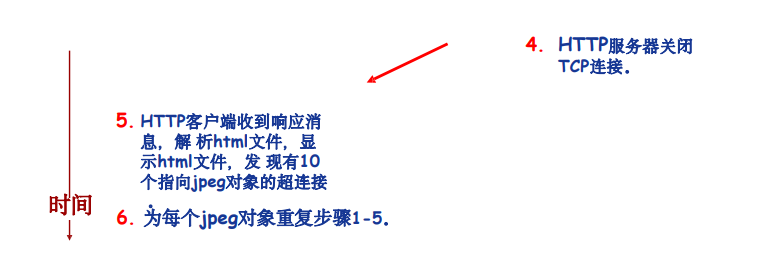 4. HTTP服务器关闭
TCP连接.
5. HTTP客户端收到响应消
息, 解 析html文件, 显
示html文件, 发 现有10
个指向jpeg对象的超连接
.
时间
6. 为每个jpeg对象重复步骤1-5.